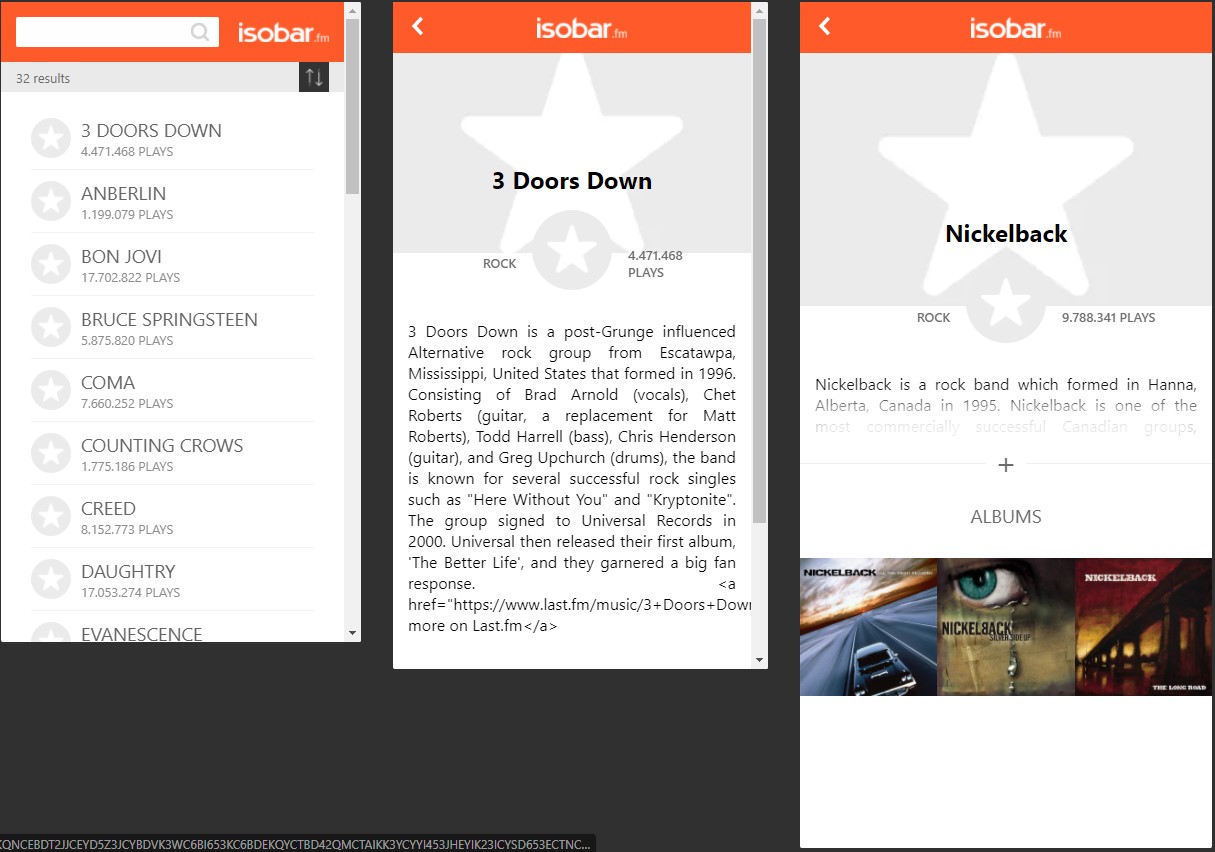 isobar.fm
32 results
3 DOORS DOWN
4.471.468 PLAYS
ANBERLIN
1.199.079 PLAYS
BON JOVI
17.702.822 PLAYS
BRUCE SPRINGSTEEN
5.875.820 PLAYS
COMA
7.660.252 PLAYS
COUNTING CROWS
1.775.186 PLAYS
CREED
8.152.773 PLAYS
DAUGHTRY
17.053.274 PLAYS
EVANESCENCE
isobar.fm
3 Doors Down
ROCK
4.471.468
PLAYS
3 Doors Down is a post-Grunge influenced
Alternative rock group from Escatawpa,
Mississippi, United States that formed in 1996.
Consisting of Brad Arnold (vocals), Chet
Roberts (guitar, a replacement for Matt
Roberts), Todd Harrell (bass), Chris Henderson
(guitar), and Greg Upchurch (drums), the band
is known for several successful rock singles
such as "Here Without You" and "Kryptonite".
The group signed to Universal Records in
2000. Universal then released their first album,
'The Better Life', and they garnered a big fan
response. <a
href="https://www.last.fm/music/3+Doors+Dow
more on Last.fm</a>
isobar.fm
Nickelback
ROCK
9.788.341 PLAYS
Nickelback is a rock band which formed in Hanna,
Alberta, Canada in 1995. Nickelback is one of the
most commercially successful Canadian groups,
ALBUMS
NICKELBACK
NICKELBACK
SILVER SIDE UP
NICKELBACK
THE LONG ROAD